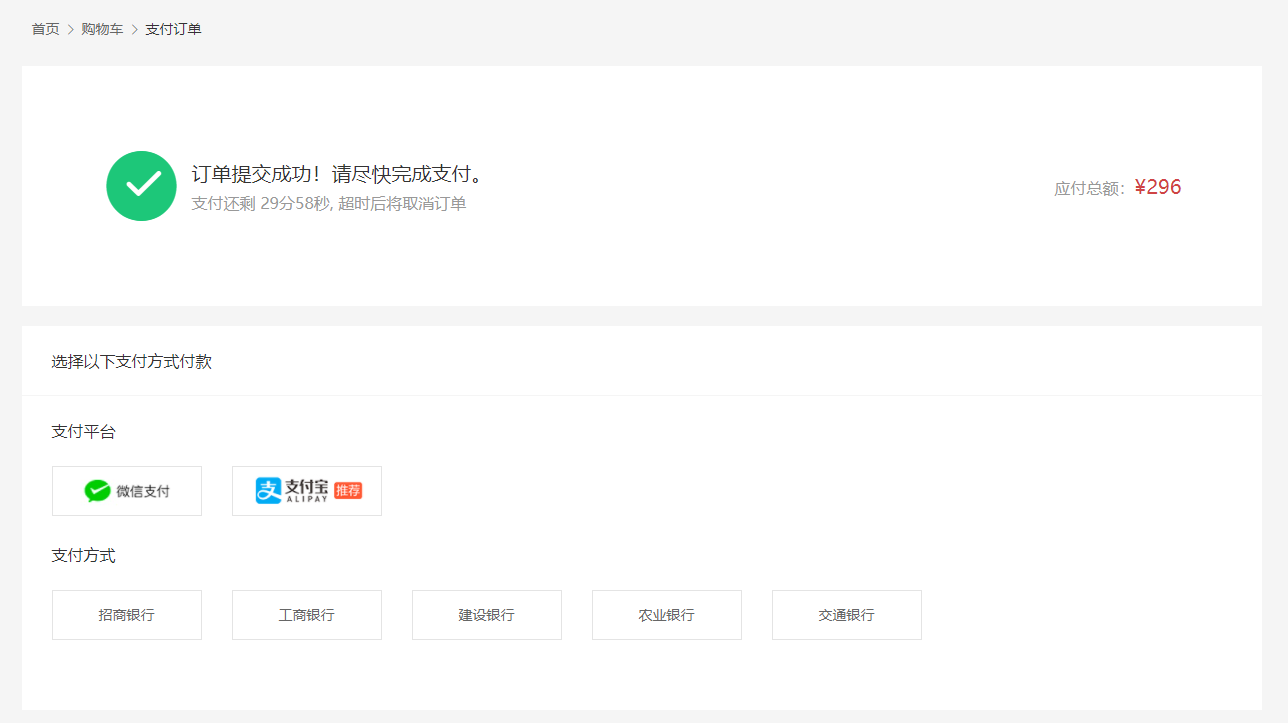 首页 > 购物车 > 支付订单
订单提交成功！请尽快完成支付。
支付还剩 29分58秒, 超时后将取消订单
应付总额：¥296
选择以下支付方式付款
支付平台
微信支付 支付宝 ALIPAY 推荐
支付方式
招商银行 工商银行 建设银行 农业银行 交通银行